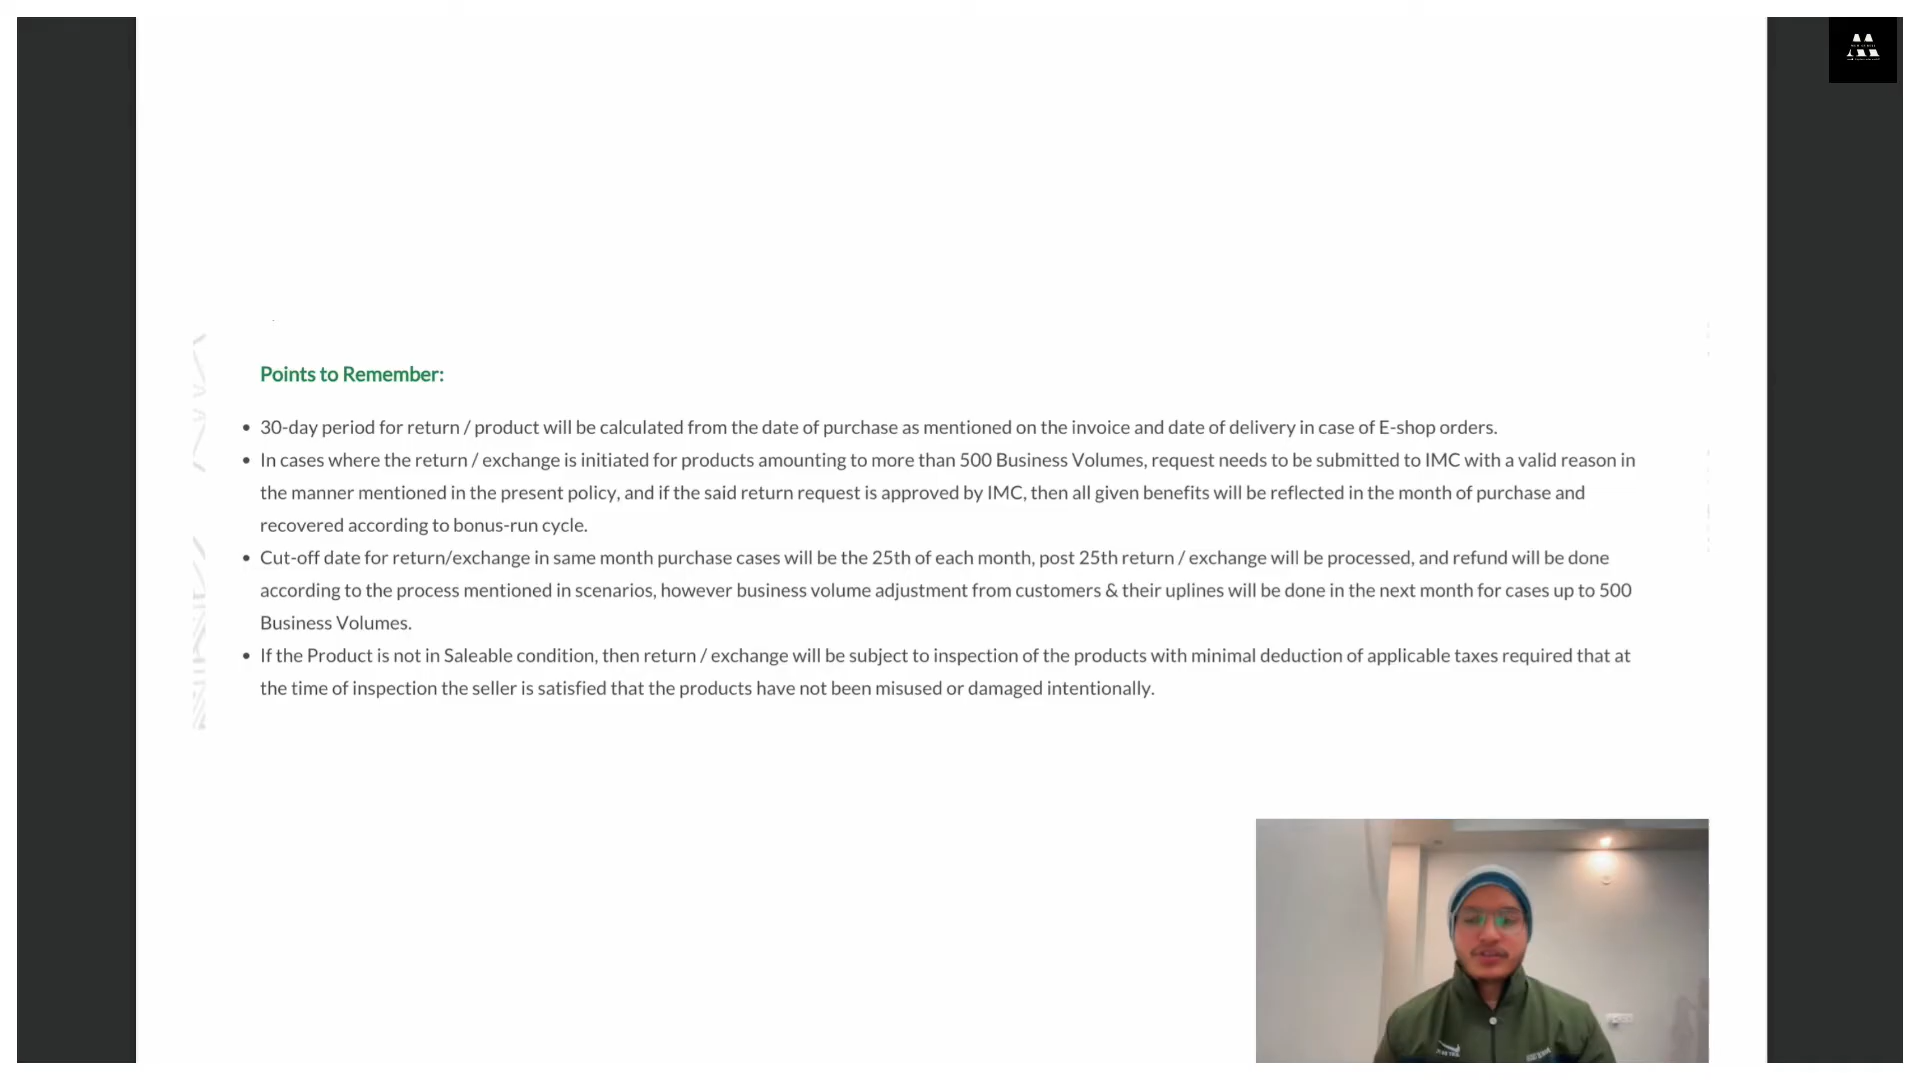 Points to Remember:
• 30-day period for return / product will be calculated from the date of purchase as mentioned on the invoice and date of delivery in case of E-shop orders.
• In cases where the return / exchange is initiated for products amounting to more than 500 Business Volumes, request needs to be submitted to IMC with a valid reason in
the manner mentioned in the present policy, and if the said return request is approved by IMC, then all given benefits will be reflected in the month of purchase and
recovered according to bonus-run cycle.
• Cut-off date for return/exchange in same month purchase cases will be the 25th of each month, post 25th return / exchange will be processed, and refund will be done
according to the process mentioned in scenarios, however business volume adjustment from customers & their uplines will be done in the next month for cases up to 500
Business Volumes.
• If the Product is not in Saleable condition, then return / exchange will be subject to inspection of the products with minimal deduction of applicable taxes required that at
the time of inspection the seller is satisfied that the products have not been misused or damaged intentionally.